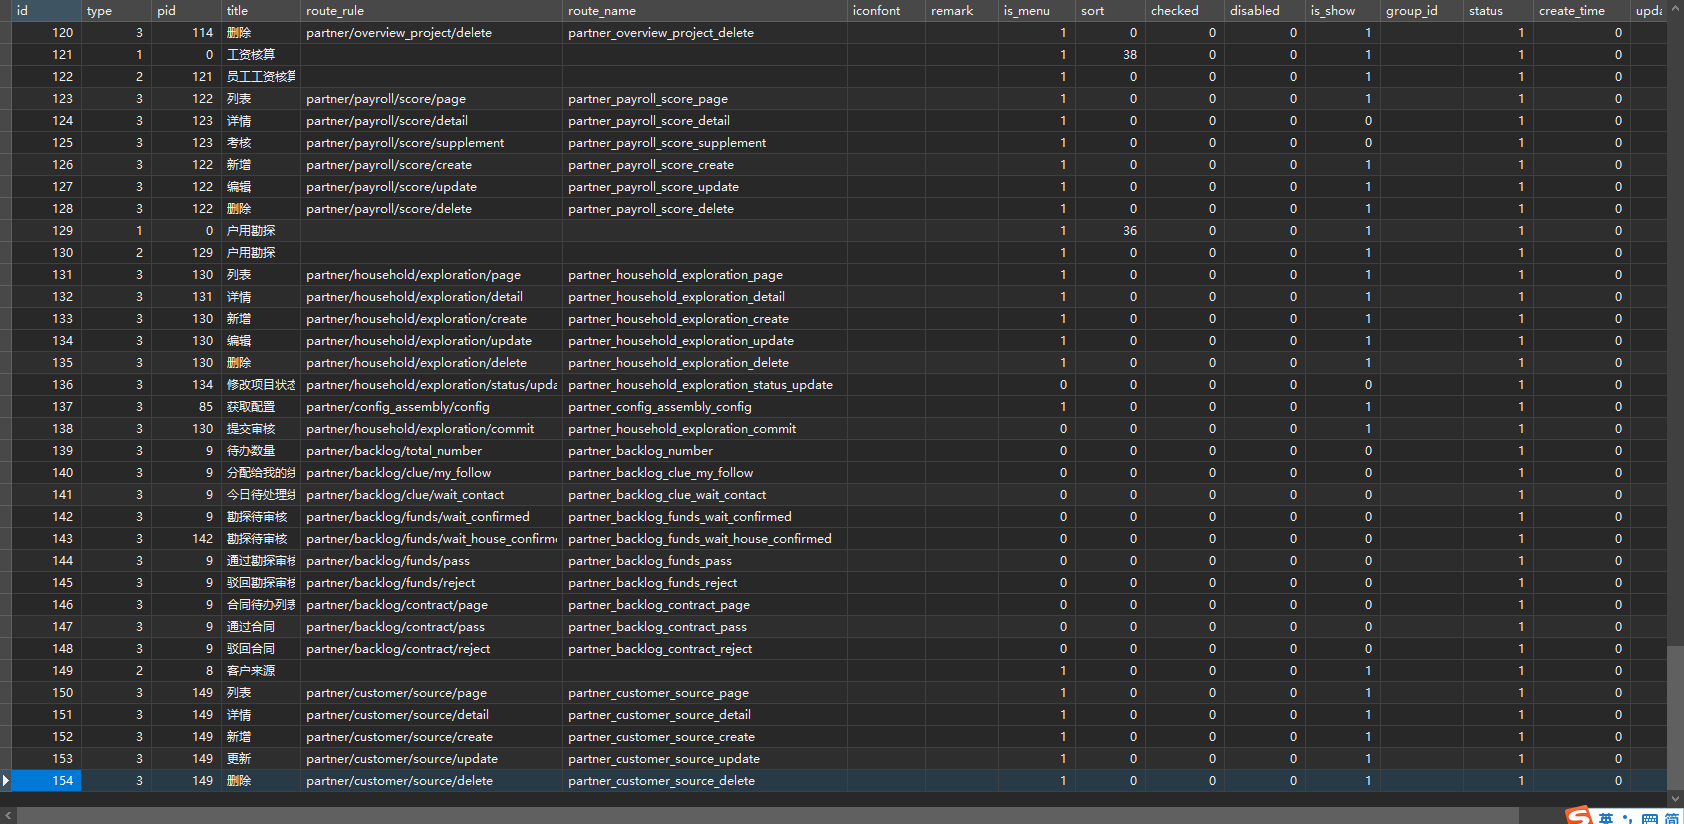 id type pid title route_rule route_name iconfont remark is_menu sort checked disabled is_show group_id status create_time upda
120 3 114 删除 partner/overview_project/delete partner_overview_project_delete 1 0 0 0 1 1 0
121 1 0 工资核算 1 38 0 0 1 1 0
122 2 121 员工工资核算 1 0 0 0 1 1 0
123 3 122 列表 partner/payroll/score/page partner_payroll_score_page 1 0 0 0 1 1 0
124 3 123 详情 partner/payroll/score/detail partner_payroll_score_detail 1 0 0 0 0 1 0
125 3 123 考核 partner/payroll/score/supplement partner_payroll_score_supplement 1 0 0 0 0 1 0
126 3 122 新增 partner/payroll/score/create partner_payroll_score_create 1 0 0 0 1 1 0
127 3 122 编辑 partner/payroll/score/update partner_payroll_score_update 1 0 0 0 1 1 0
128 3 122 删除 partner/payroll/score/delete partner_payroll_score_delete 1 0 0 0 1 1 0
129 1 0 户用勘探 1 36 0 0 1 1 0
130 2 129 户用勘探 1 0 0 0 1 1 0
131 3 130 列表 partner/household/exploration/page partner_household_exploration_page 1 0 0 0 1 1 0
132 3 131 详情 partner/household/exploration/detail partner_household_exploration_detail 1 0 0 0 1 1 0
133 3 130 新增 partner/household/exploration/create partner_household_exploration_create 1 0 0 0 1 1 0
134 3 130 编辑 partner/household/exploration/update partner_household_exploration_update 1 0 0 0 1 1 0
135 3 130 删除 partner/household/exploration/delete partner_household_exploration_delete 1 0 0 0 1 1 0
136 3 134 修改项目状态 partner/household/exploration/status/upda partner_household_exploration_status_update 0 0 0 0 0 1 0
137 3 85 获取配置 partner/config_assembly/config partner_config_assembly_config 1 0 0 0 1 1 0
138 3 130 提交审核 partner/household/exploration/commit partner_household_exploration_commit 0 0 0 0 1 1 0
139 3 9 待办数量 partner/backlog/total_number partner_backlog_number 0 0 0 0 0 1 0
140 3 9 分配给我的 partner/backlog/clue/my_follow partner_backlog_clue_my_follow 0 0 0 0 0 1 0
141 3 9 今日待处理 partner/backlog/clue/wait_contact partner_backlog_clue_wait_contact 0 0 0 0 0 1 0
142 3 9 勘探待审核 partner/backlog/funds/wait_confirmed partner_backlog_funds_wait_confirmed 0 0 0 0 0 1 0
143 3 142 勘探待审核 partner/backlog/funds/wait_house_confirme partner_backlog_funds_wait_house_confirmed 0 0 0 0 0 1 0
144 3 9 通过勘探审核 partner/backlog/funds/pass partner_backlog_funds_pass 0 0 0 0 0 1 0
145 3 9 驳回勘探审核 partner/backlog/funds/reject partner_backlog_funds_reject 0 0 0 0 0 1 0
146 3 9 合同待办列表 partner/backlog/contract/page partner_backlog_contract_page 0 0 0 0 0 1 0
147 3 9 通过合同 partner/backlog/contract/pass partner_backlog_contract_pass 0 0 0 0 0 1 0
148 3 9 驳回合同 partner/backlog/contract/reject partner_backlog_contract_reject 0 0 0 0 0 1 0
149 2 8 客户来源 1 0 0 0 1 1 0
150 3 149 列表 partner/customer/source/page partner_customer_source_page 1 0 0 0 1 1 0
151 3 149 详情 partner/customer/source/detail partner_customer_source_detail 1 0 0 0 1 1 0
152 3 149 新增 partner/customer/source/create partner_customer_source_create 1 0 0 0 1 1 0
153 3 149 更新 partner/customer/source/update partner_customer_source_update 1 0 0 0 1 1 0
154 3 149 删除 partner/customer/source/delete partner_customer_source_delete 1 0 0 0 1 1 0
英 简